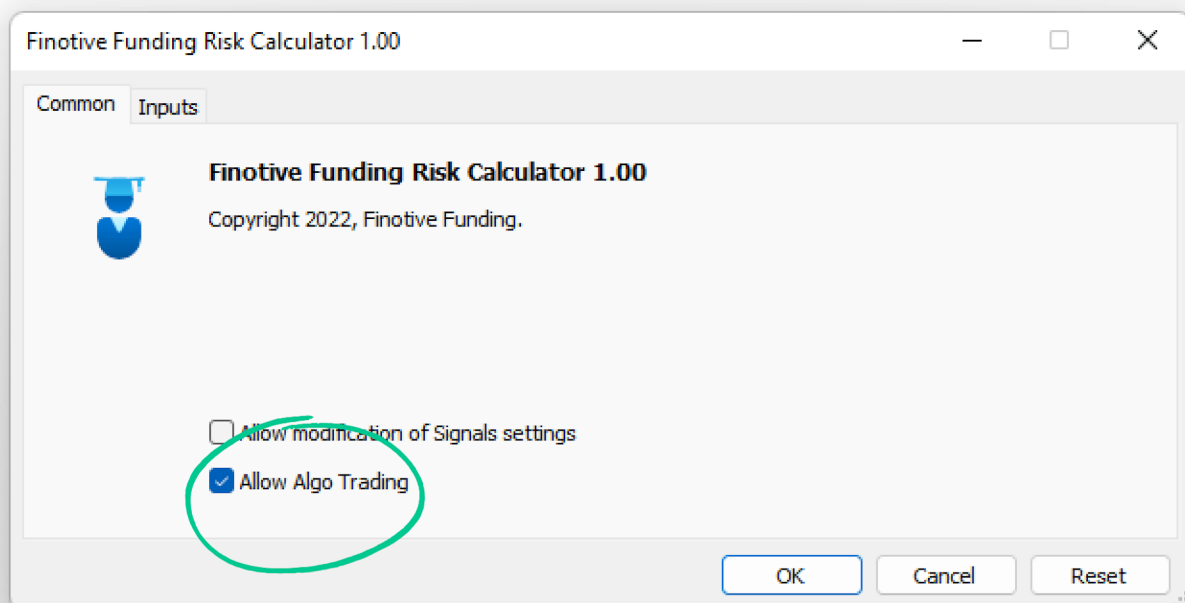 Finotive Funding Risk Calculator 1.00
Common
Inputs
Finotive Funding Risk Calculator 1.00
Copyright 2022, Finotive Funding.
Allow modification of Signals settings
Allow Algo Trading
OK
Cancel
Reset